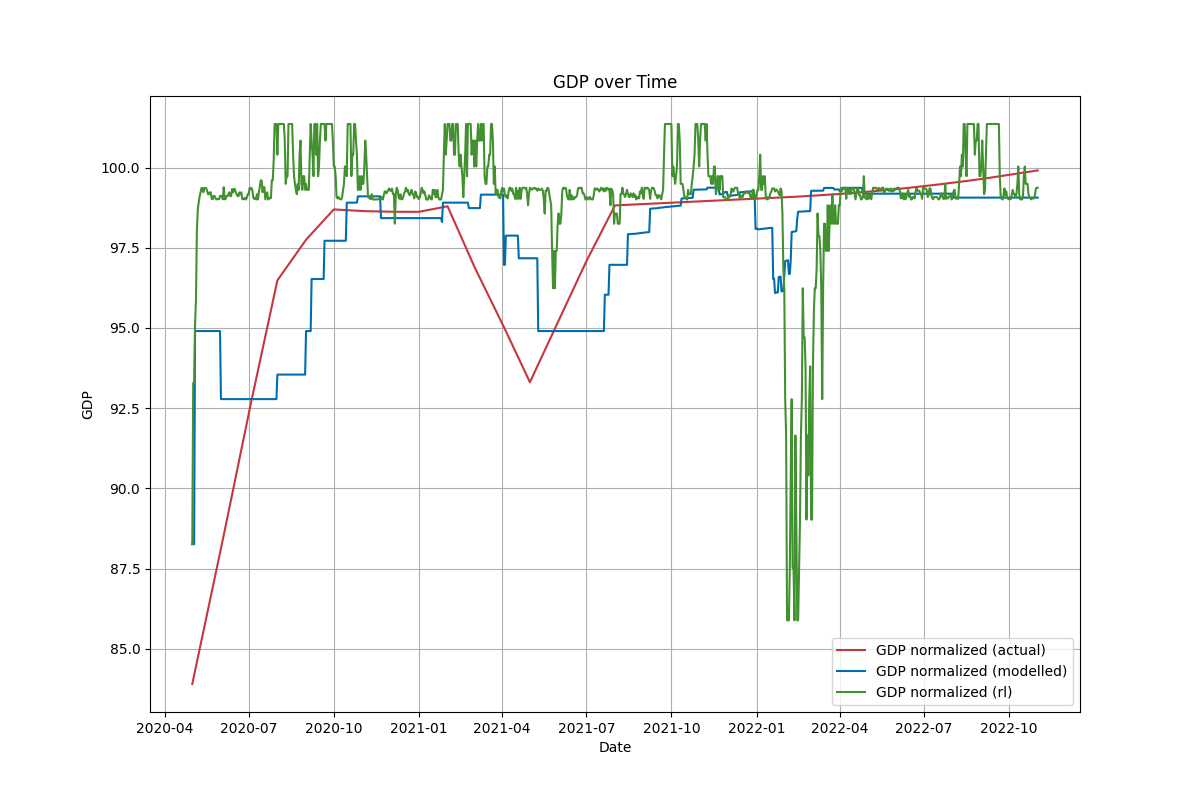 GDP over Time
100.0
97.5
95.0
92.5
90.0
87.5
85.0
GDP
GDP normalized (actual)
GDP normalized (modelled)
GDP normalized (rl)
2020-04 2020-07 2020-10 2021-01 2021-04 2021-07 2021-10 2022-01 2022-04 2022-07 2022-10
Date